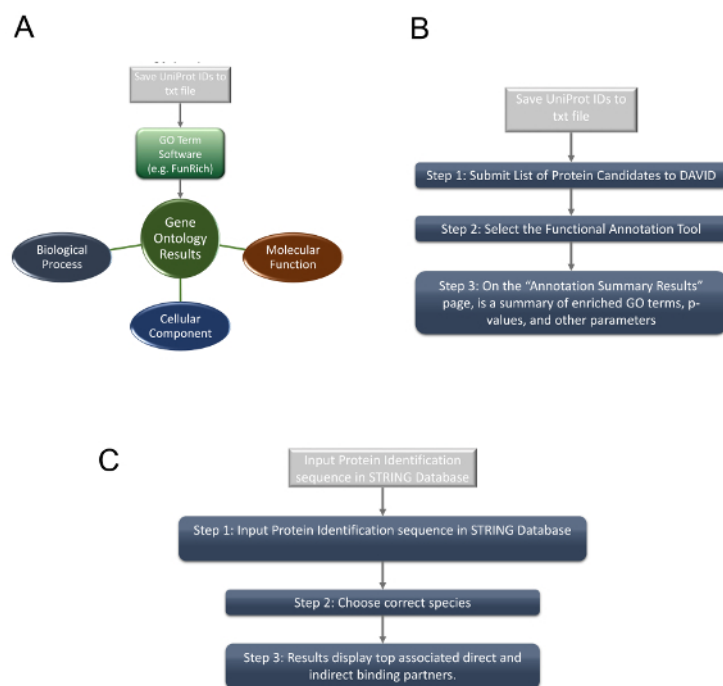 A
Save UniProt IDs to
txt file
GO Term
Software
(e.g. FunRich)
Gene
Ontology
Results
Biological
Process
Molecular
Function
Cellular
Component
B
Save UniProt IDs to
txt file
Step 1: Submit List of Protein Candidates to DAVID
Step 2: Select the Functional Annotation Tool
Step 3: On the “Annotation Summary Results”
page, is a summary of enriched GO terms, p-
values, and other parameters
C
Input Protein Identification
sequence in STRING Database
Step 1: Input Protein Identification sequence in STRING Database
Step 2: Choose correct species
Step 3: Results display top associated direct and
indirect binding partners.